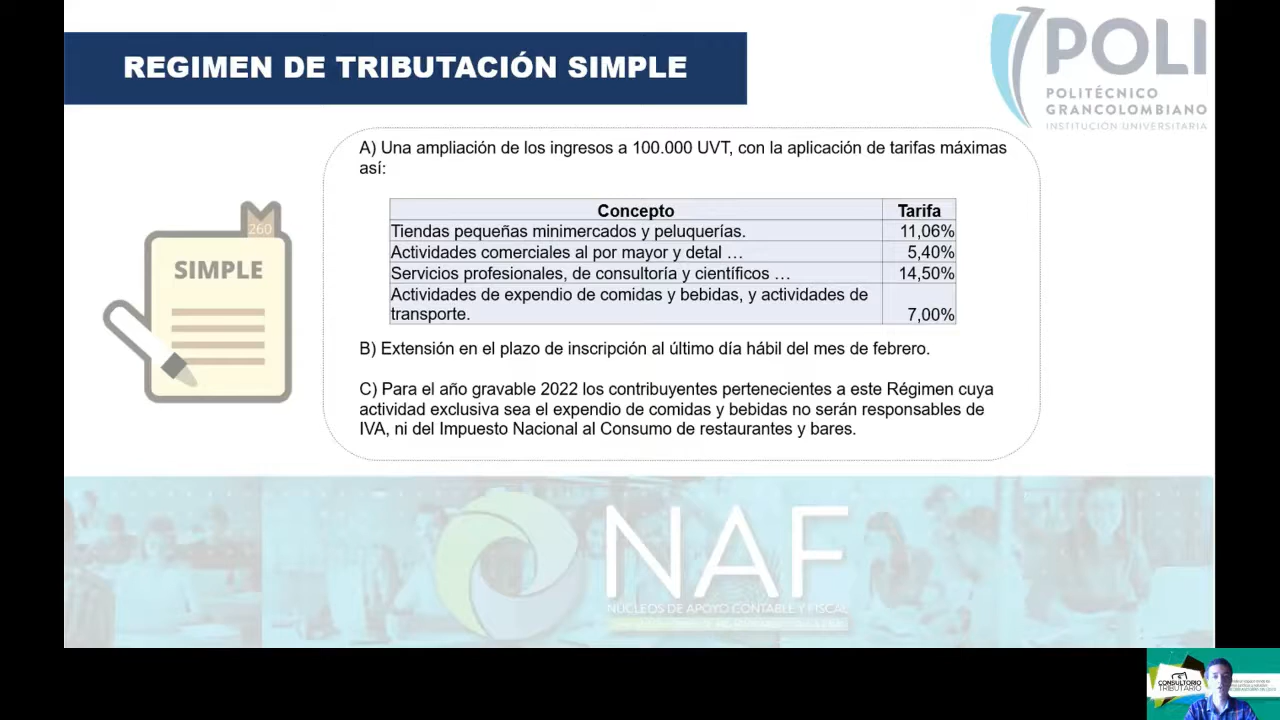 REGIMEN DE TRIBUTACIÓN SIMPLE
POLI
POLITÉCNICO
GRANCOLOMBIANO
INSTITUCIÓN UNIVERSITARIA
260
SIMPLE
A) Una ampliación de los ingresos a 100.000 UVT, con la aplicación de tarifas máximas
así:
Concepto Tarifa
Tiendas pequeñas minimercados y peluquerías. 11,06%
Actividades comerciales al por mayor y detal … 5,40%
Servicios profesionales, de consultoría y científicos … 14,50%
Actividades de expendio de comidas y bebidas, y actividades de
transporte. 7,00%
B) Extensión en el plazo de inscripción al último día hábil del mes de febrero.
C) Para el año gravable 2022 los contribuyentes pertenecientes a este Régimen cuya
actividad exclusiva sea el expendio de comidas y bebidas no serán responsables de
IVA, ni del Impuesto Nacional al Consumo de restaurantes y bares.
NAF
NÚCLEOS DE APOYO CONTABLE Y FISCAL
CONSULTORIO
TRIBUTARIO